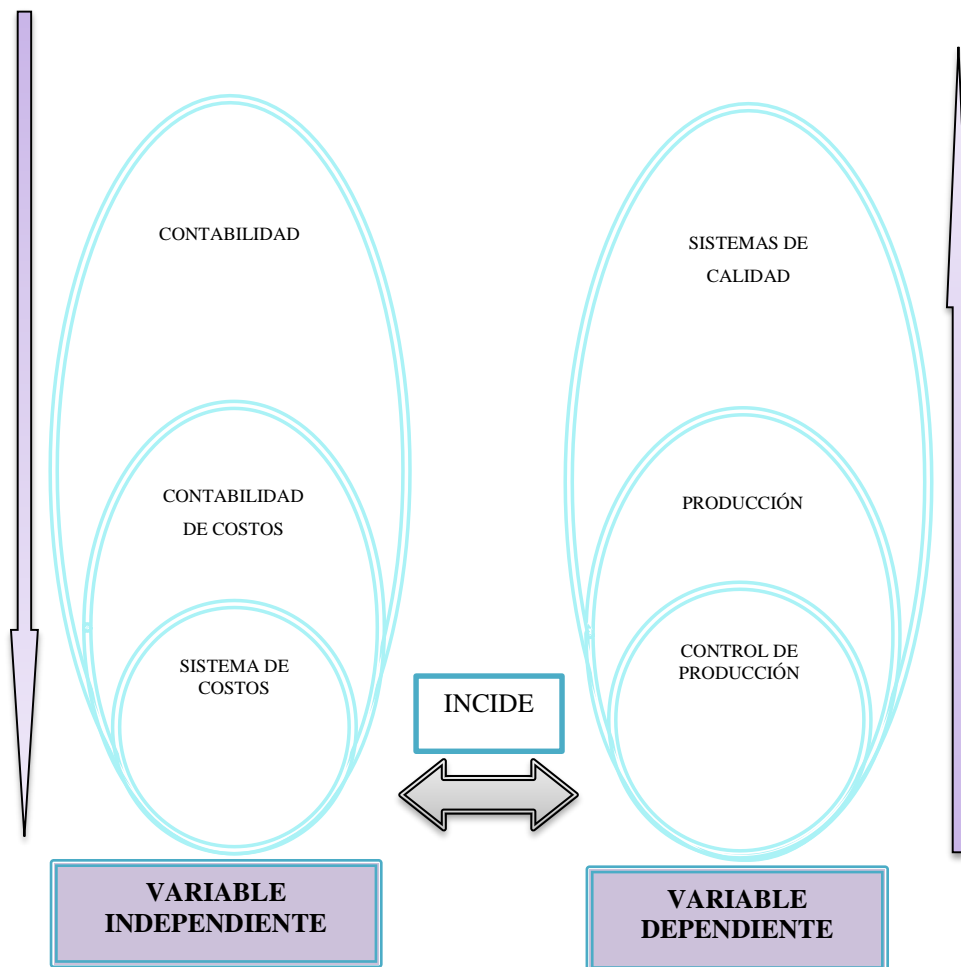 CONTABILIDAD
CONTABILIDAD
DE COSTOS
SISTEMA DE
COSTOS
VARIABLE
INDEPENDIENTE
INCIDE
SISTEMAS DE
CALIDAD
PRODUCCIÓN
CONTROL DE
PRODUCCIÓN
VARIABLE
DEPENDIENTE